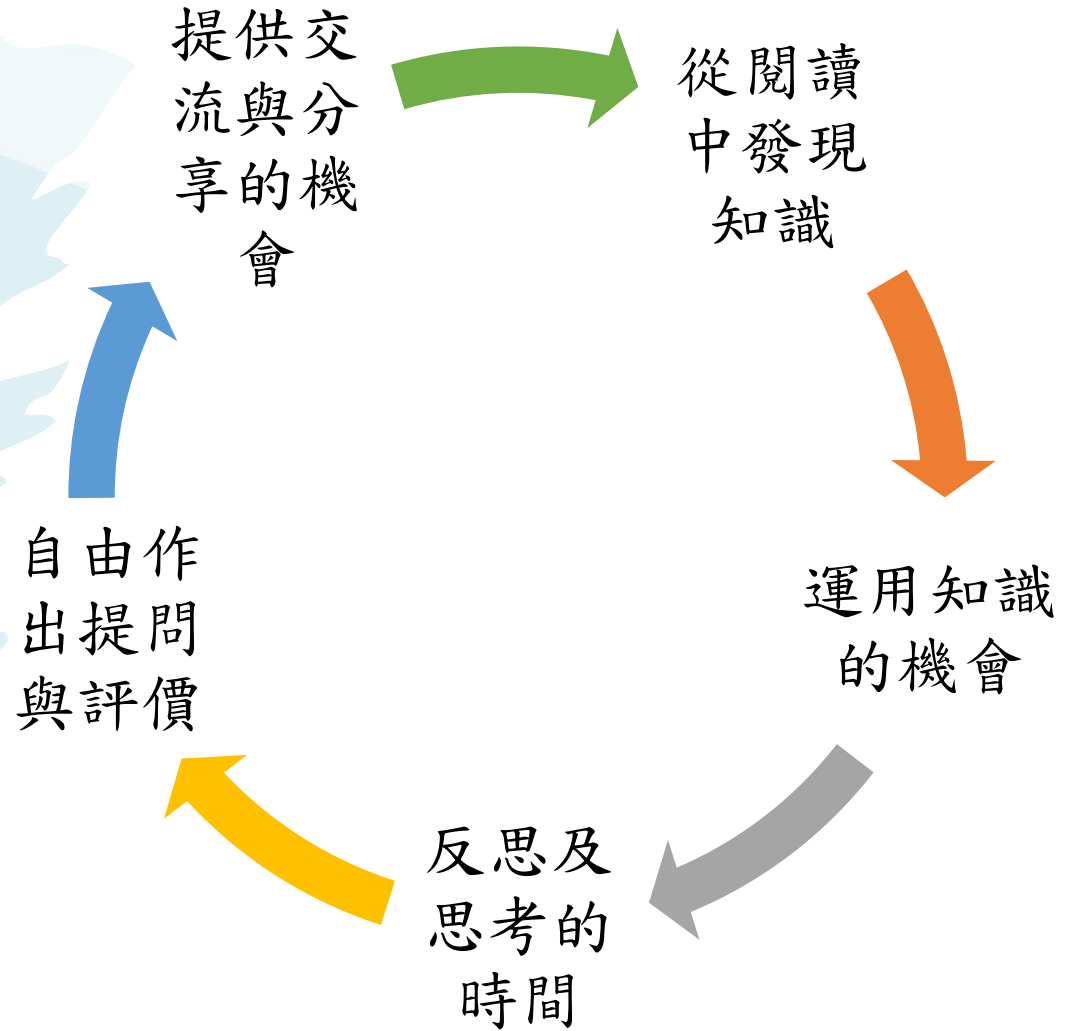 提供交
流與分
享的機
會
從閱讀
中發現
知識
運用知識
的機會
反思及
思考的
時間
自由作
出提問
與評價